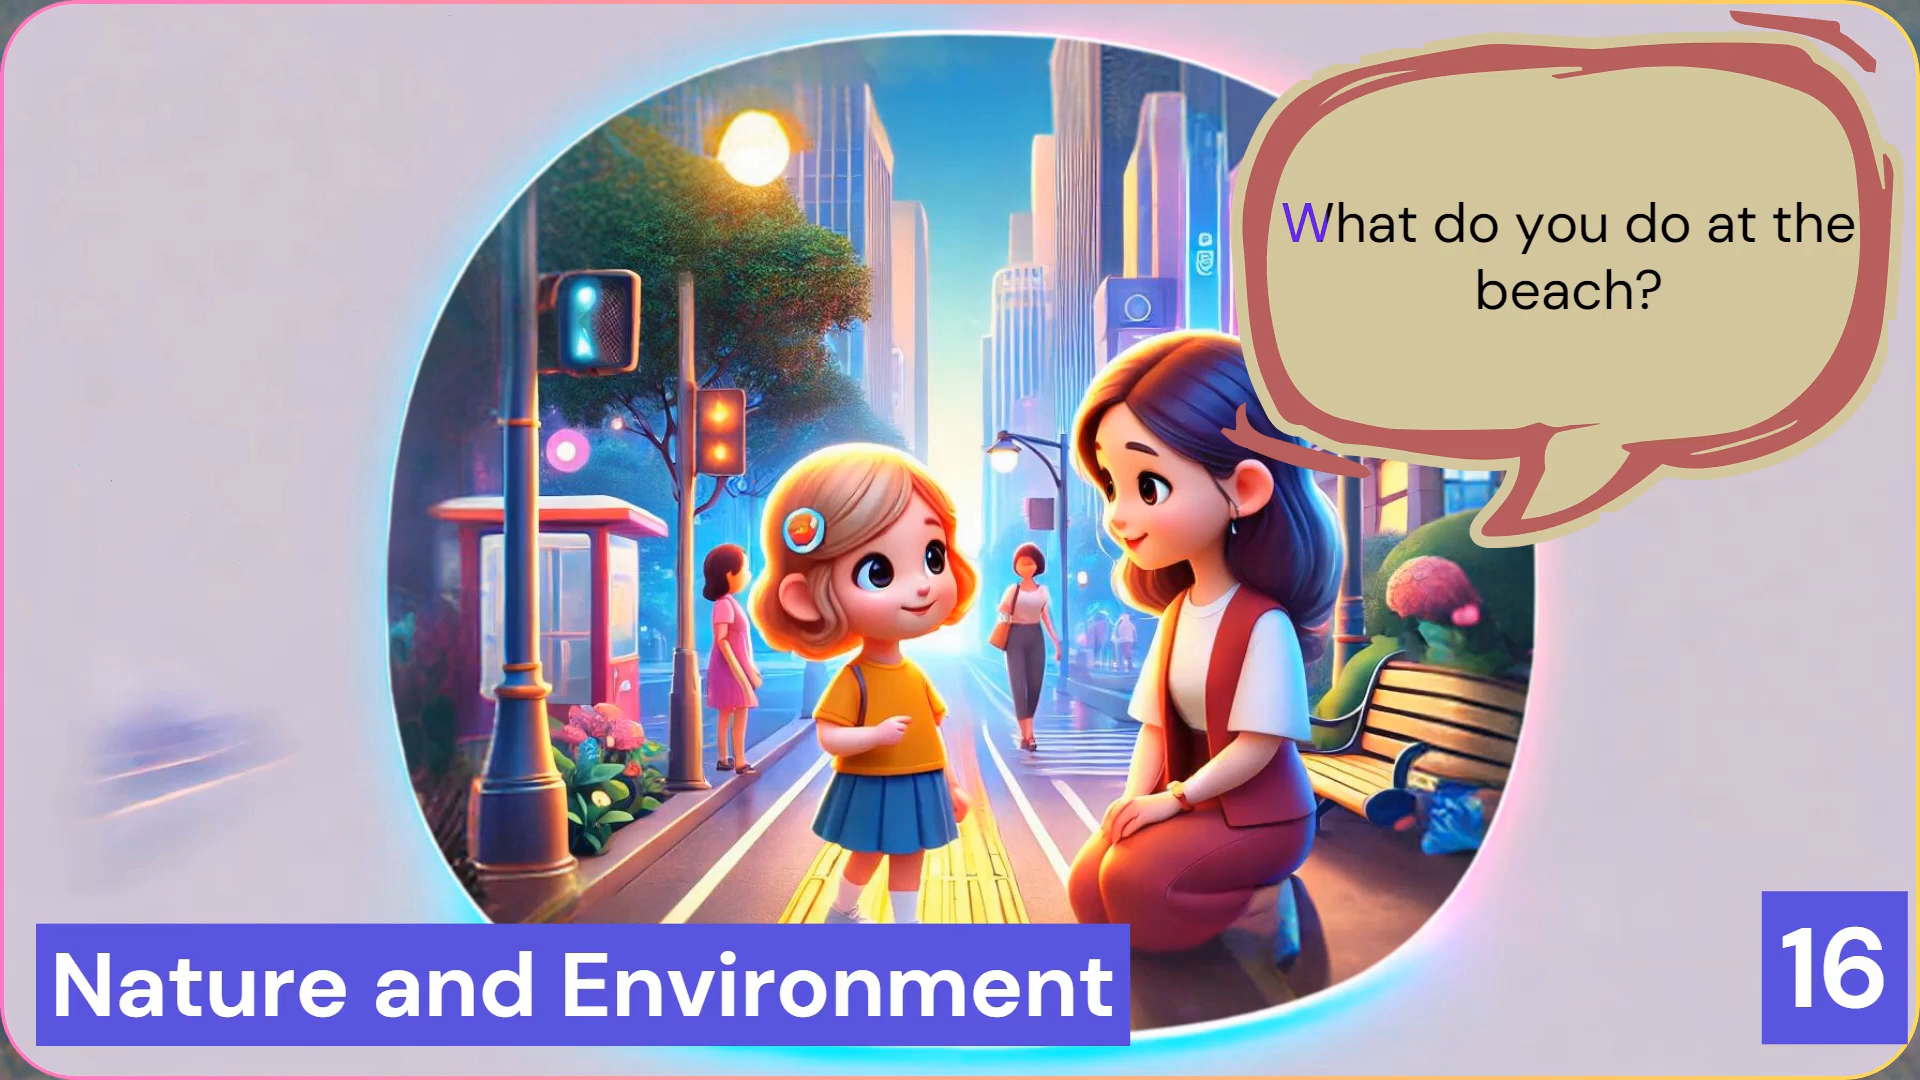 What do you do at the
beach?
Nature and Environment
16